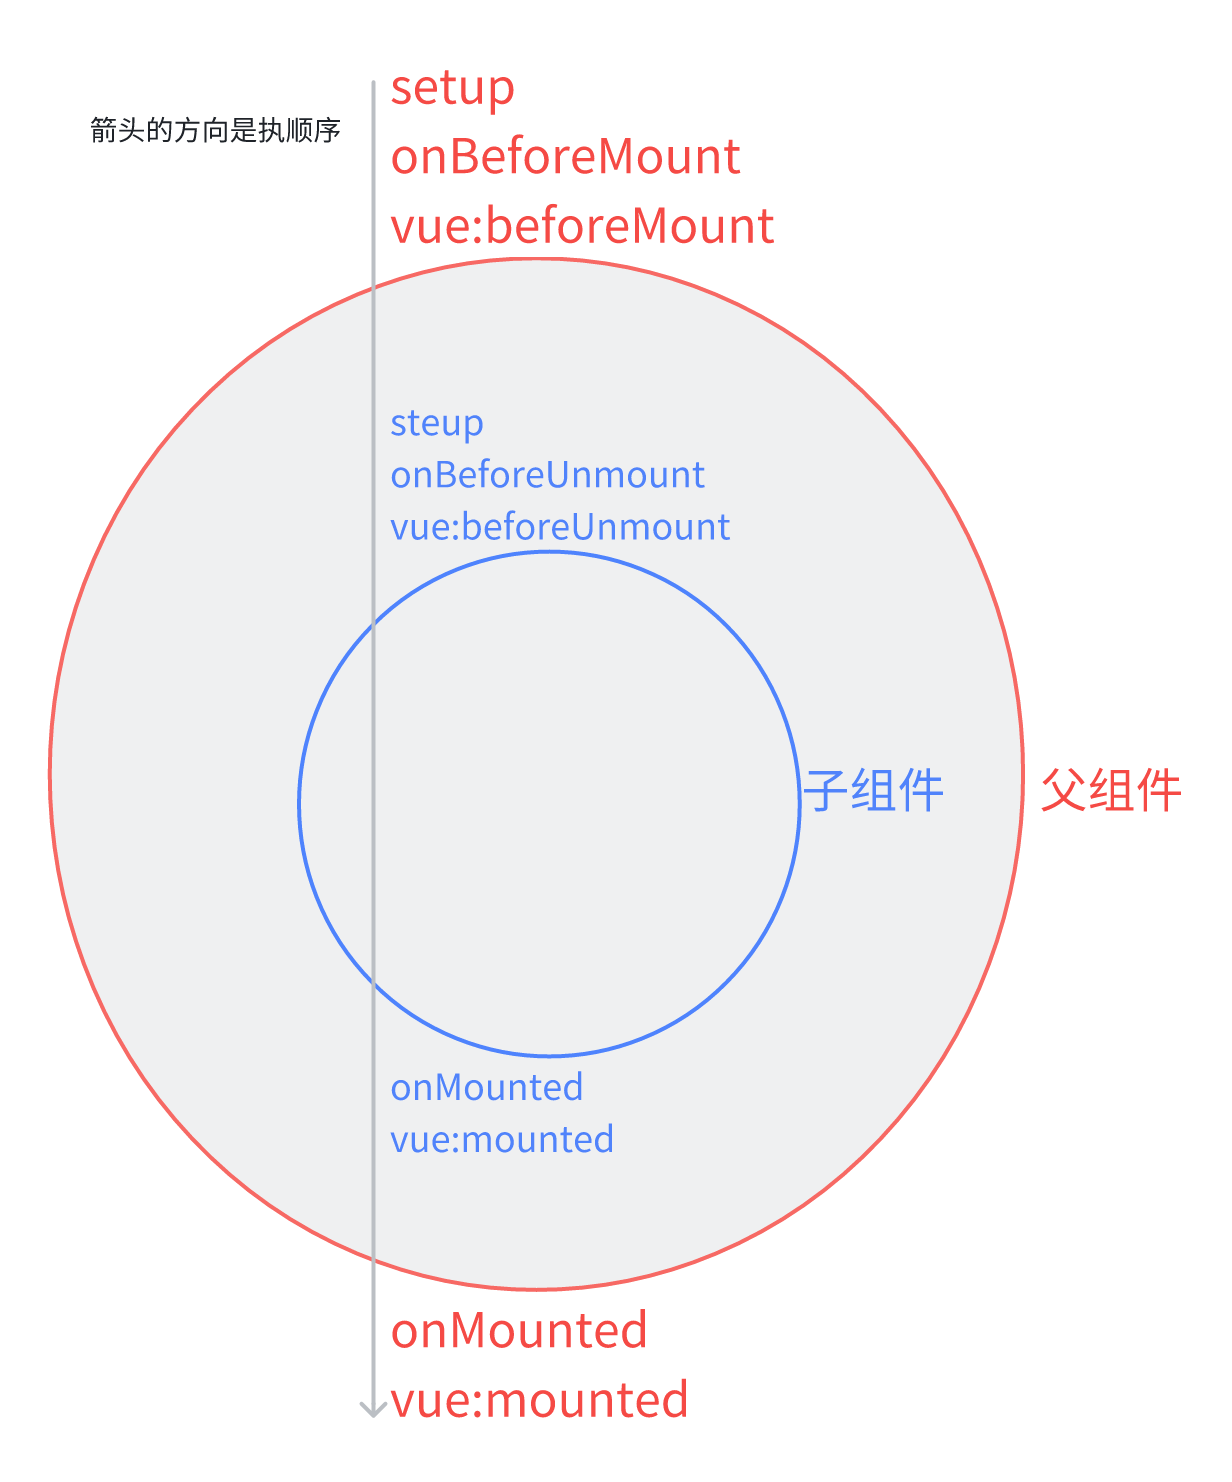 setup
箭头的方向是执顺序
onBeforeMount
vue:beforeMount
steup
onBeforeUnmount
vue:beforeUnmount
子组件
父组件
onMounted
vue:mounted
onMounted
vue:mounted